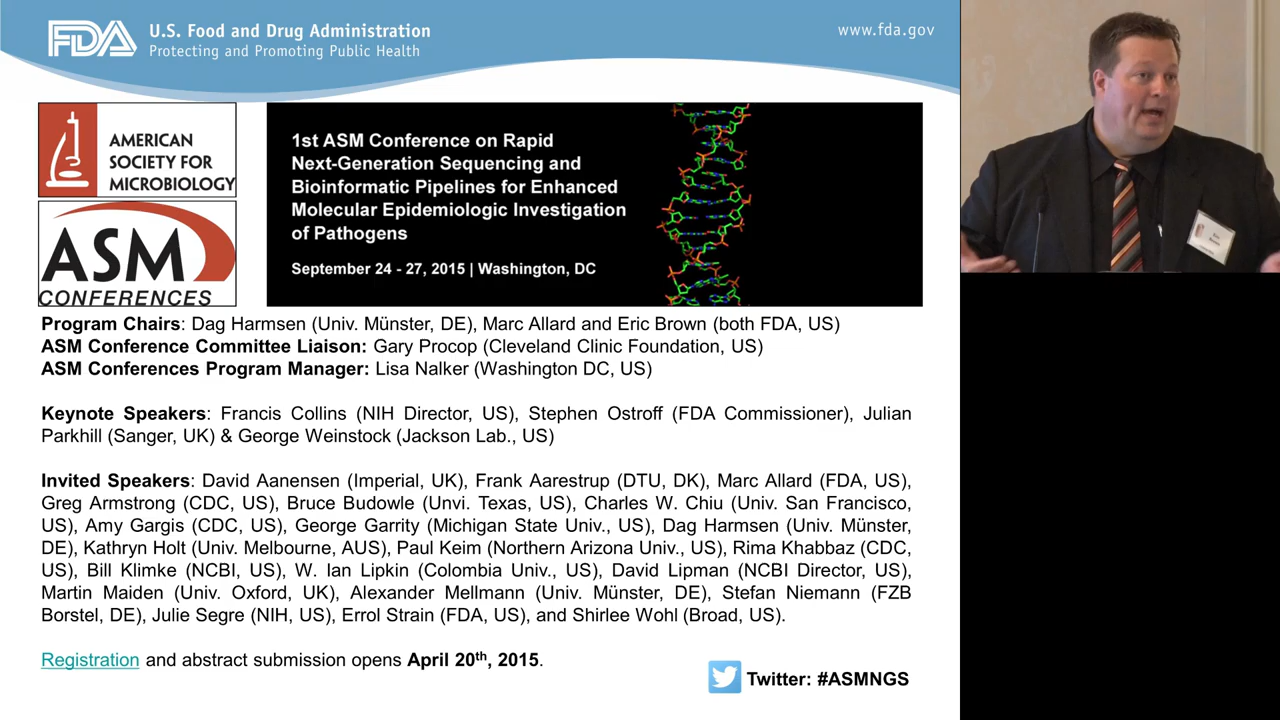 FDA U.S. Food and Drug Administration
Protecting and Promoting Public Health
www.fda.gov
AMERICAN
SOCIETY FOR
MICROBIOLOGY
ASM
CONFERENCES
1st ASM Conference on Rapid
Next-Generation Sequencing and
Bioinformatic Pipelines for Enhanced
Molecular Epidemiologic Investigation
of Pathogens
September 24 - 27, 2015 | Washington, DC
Program Chairs: Dag Harmsen (Univ. Münster, DE), Marc Allard and Eric Brown (both FDA, US)
ASM Conference Committee Liaison: Gary Procop (Cleveland Clinic Foundation, US)
ASM Conferences Program Manager: Lisa Nalker (Washington DC, US)
Keynote Speakers: Francis Collins (NIH Director, US), Stephen Ostroff (FDA Commissioner), Julian
Parkhill (Sanger, UK) & George Weinstock (Jackson Lab., US)
Invited Speakers: David Aanensen (Imperial, UK), Frank Aarestrup (DTU, DK), Marc Allard (FDA, US),
Greg Armstrong (CDC, US), Bruce Budowle (Unvi. Texas, US), Charles W. Chiu (Univ. San Francisco,
US), Amy Gargis (CDC, US), George Garrity (Michigan State Univ., US), Dag Harmsen (Univ. Münster,
DE), Kathryn Holt (Univ. Melbourne, AUS), Paul Keim (Northern Arizona Univ., US), Rima Khabbaz (CDC,
US), Bill Klimke (NCBI, US), W. Ian Lipkin (Colombia Univ., US), David Lipman (NCBI Director, US),
Martin Maiden (Univ. Oxford, UK), Alexander Mellmann (Univ. Münster, DE), Stefan Niemann (FZB
Borstel, DE), Julie Segre (NIH, US), Errol Strain (FDA, US), and Shirlee Wohl (Broad, US).
Registration and abstract submission opens April 20th, 2015.
Twitter: #ASMNGS